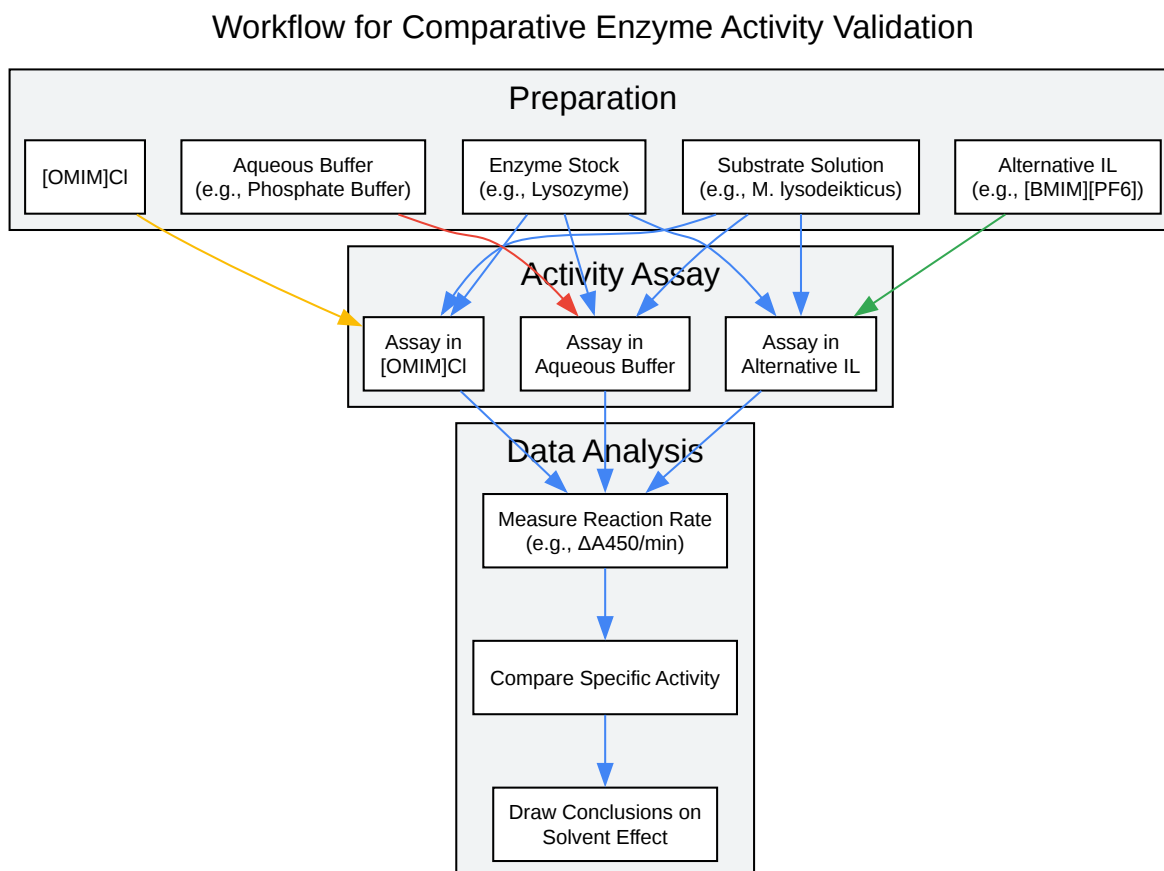 Workflow for Comparative Enzyme Activity Validation
Preparation
[OMIM]Cl
Aqueous Buffer
(e.g., Phosphate Buffer)
Enzyme Stock
(e.g., Lysozyme)
Substrate Solution
(e.g., M. lysodeikticus)
Alternative IL
(e.g., [BMIM][PF6])
Activity Assay
Assay in
[OMIM]Cl
Assay in
Aqueous Buffer
Assay in
Alternative IL
Data Analysis
Measure Reaction Rate
(e.g., ΔA450/min)
Compare Specific Activity
Draw Conclusions on
Solvent Effect